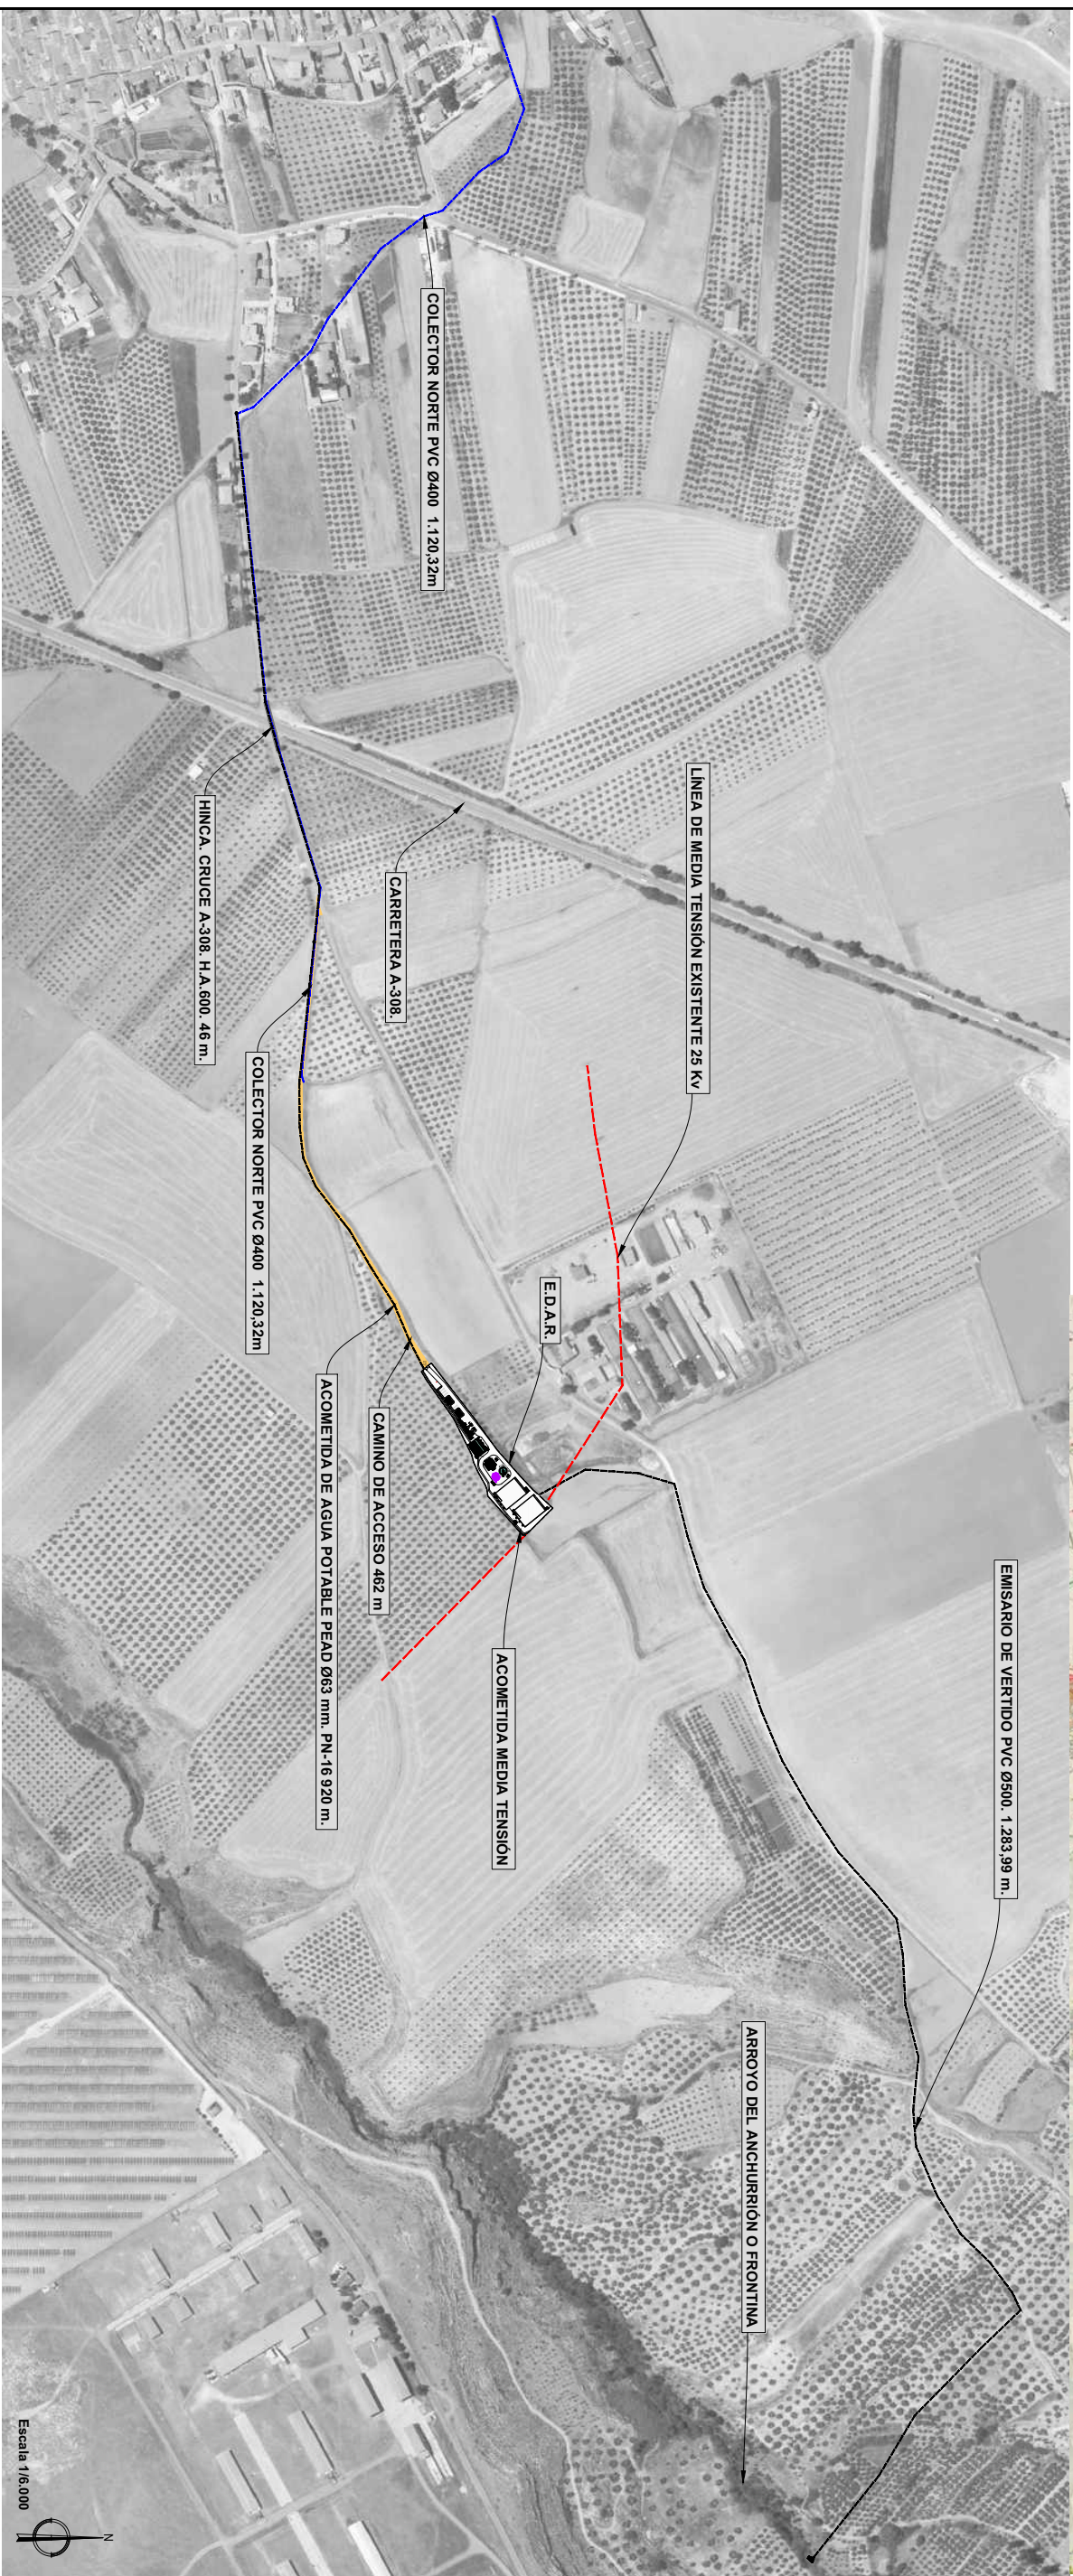 COLECTOR NORTE PVC Ø400 1.120,32m
LÍNEA DE MEDIA TENSIÓN EXISTENTE 25 Kv
HINCA. CRUCE A-308. H.A.600. 46 m.
CARRETERA A-308.
COLECTOR NORTE PVC Ø400 1.120,32m
E.D.A.R.
ACOMETIDA DE AGUA POTABLE PEAD Ø63 mm. PN-16 920 m.
CAMINO DE ACCESO 462 m
ACOMETIDA MEDIA TENSIÓN
EMISARIO DE VERTIDO PVC Ø500. 1.283,99 m.
ARROYO DEL ANCHURRIÓN O FRONTINA
Escala 1/6.000
N